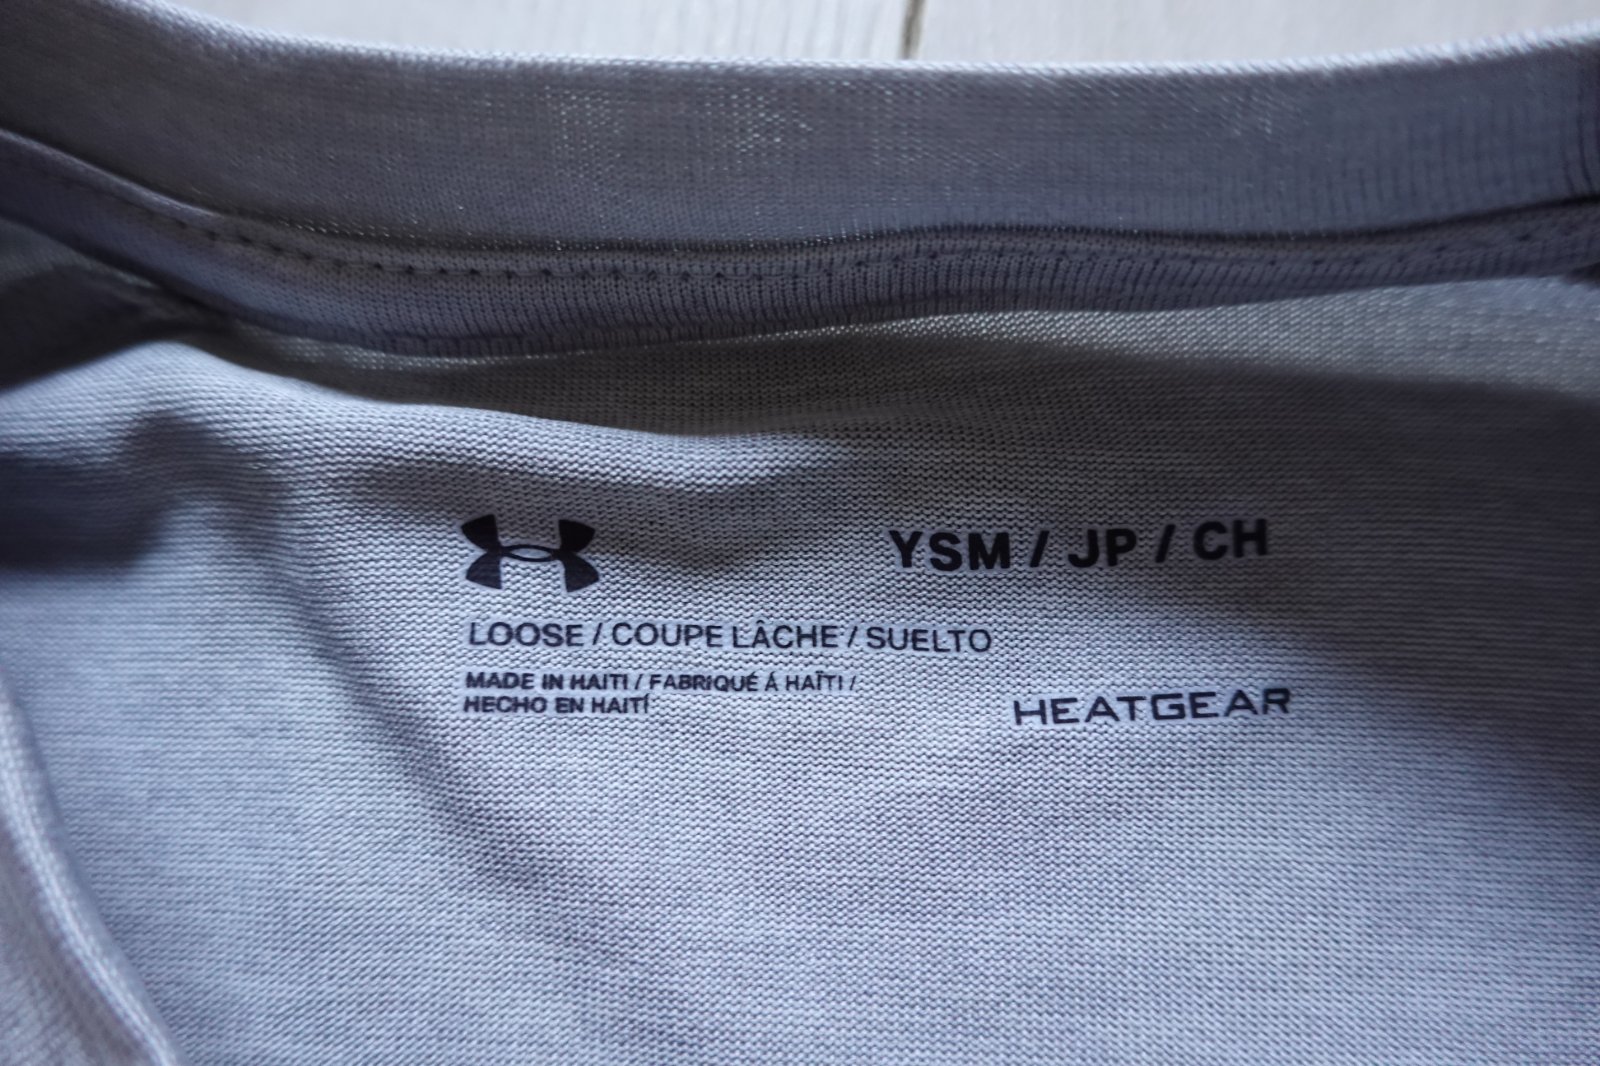 YSM / JP / CH
LOOSE / COUPE LÂCHE / SUELTO
MADE IN HAITI / FABRIQUÉ Á HAÏTI /
HECHO EN HAITÍ
HEATGEAR